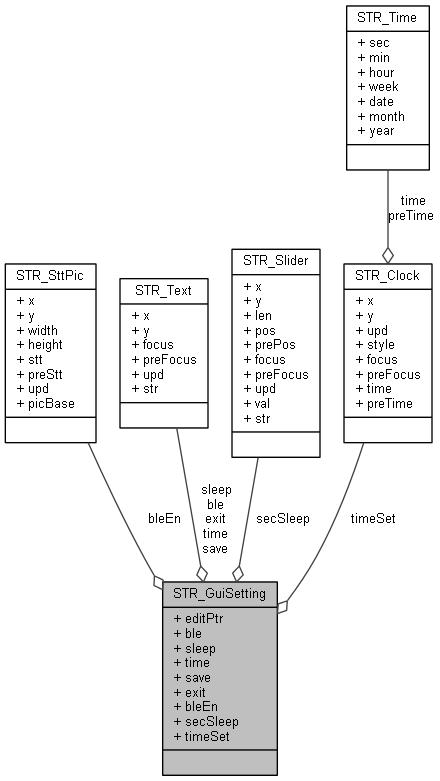 STR_Time
+ sec
+ min
+ hour
+ week
+ date
+ month
+ year
time
preTime
STR_SttPic
+ x
+ y
+ width
+ height
+ stt
+ preStt
+ upd
+ picBase
STR_Text
+ x
+ y
+ focus
+ preFocus
+ upd
+ str
STR_Slider
+ x
+ y
+ len
+ pos
+ prePos
+ focus
+ preFocus
+ upd
+ val
+ str
STR_Clock
+ x
+ y
+ upd
+ style
+ focus
+ preFocus
+ time
+ preTime
bleEn
sleep
ble
exit
time
save
secSleep
timeSet
STR_GuiSetting
+ editPtr
+ ble
+ sleep
+ time
+ save
+ exit
+ bleEn
+ secSleep
+ timeSet